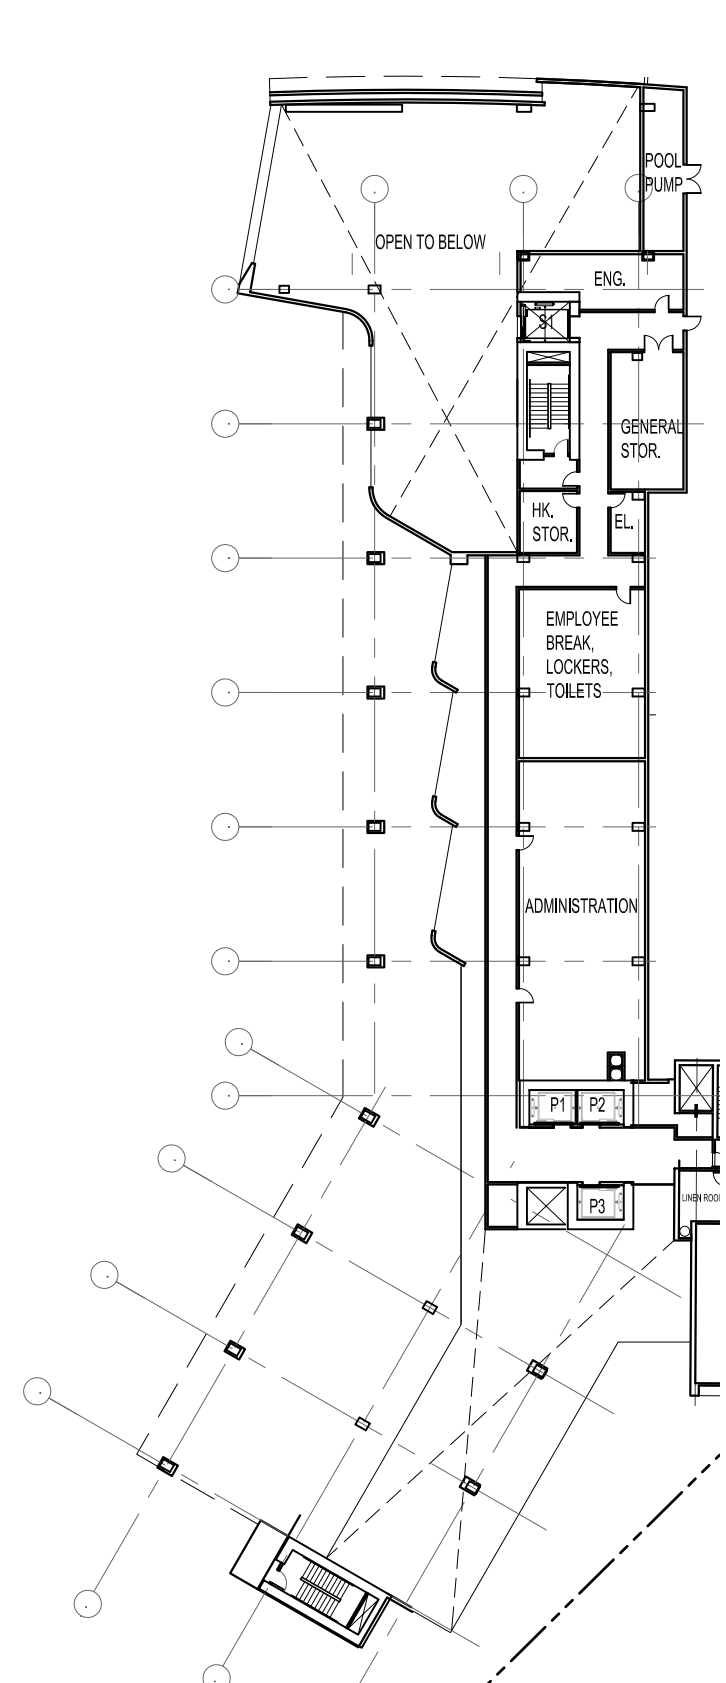 POOL
PUMP
OPEN TO BELOW
ENG.
S
GENERAL
STOR.
HK.
STOR.
EL.
EMPLOYEE
BREAK,
LOCKERS,
TOILETS
ADMINISTRATION
P1
P2
P3
LINEN ROO